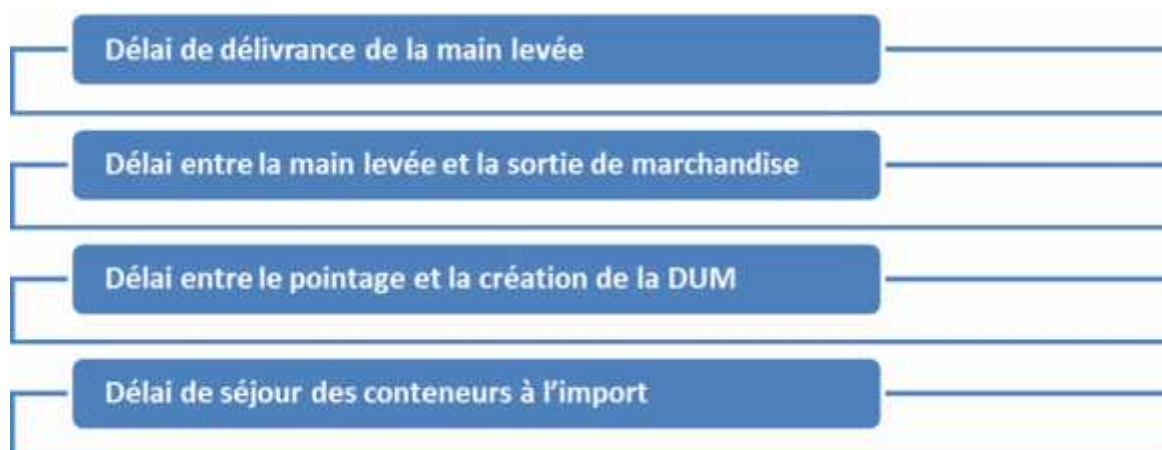 Délai de délivrance de la main levée
Délai entre la main levée et la sortie de marchandise
Délai entre le pointage et la création de la DUM
Délai de séjour des conteneurs à l’import